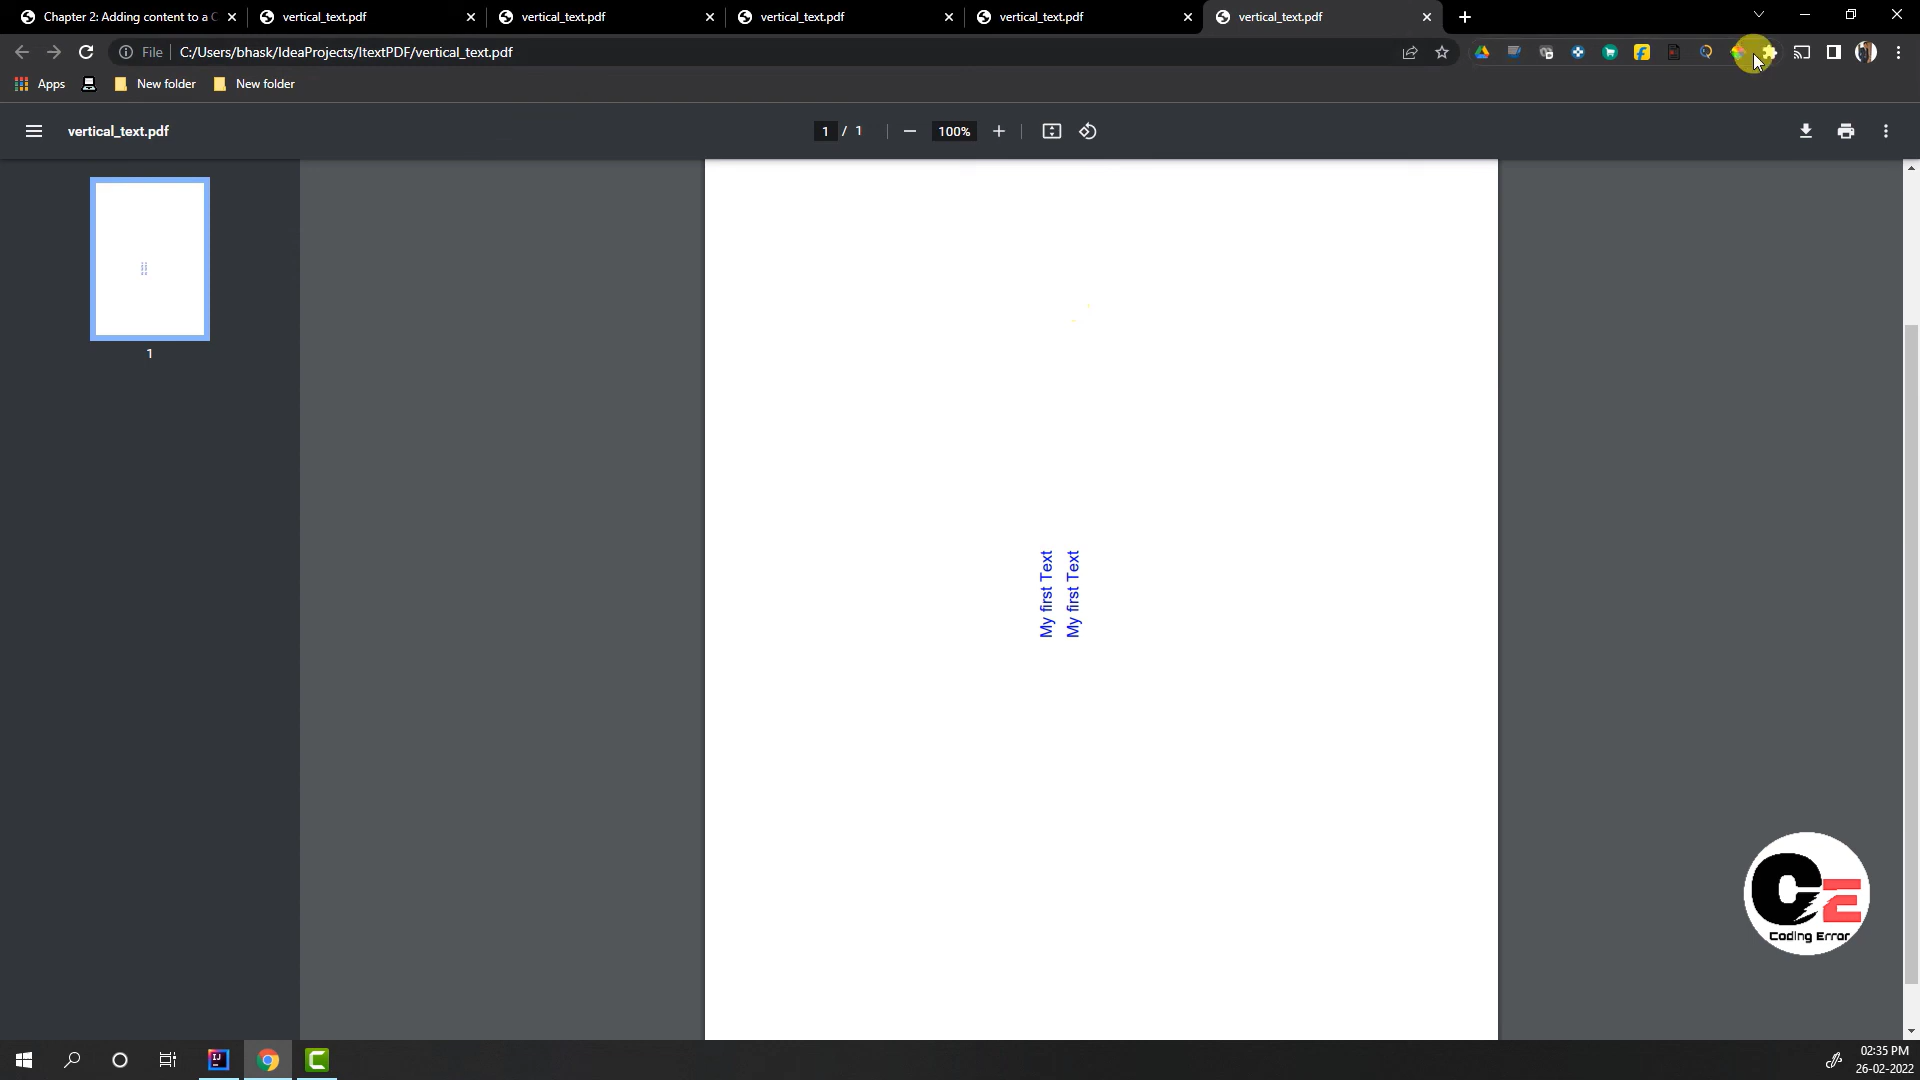 Chapter 2: Adding content to a C
vertical_text.pdf
vertical_text.pdf
vertical_text.pdf
vertical_text.pdf
vertical_text.pdf
File
C:/Users/bhask/IdeaProjects/ItextPDF/vertical_text.pdf
Apps
New folder
New folder
vertical_text.pdf
1 / 1
100%
1
My first Text
My first Text
CE
Coding Error
02:35 PM
26-02-2022